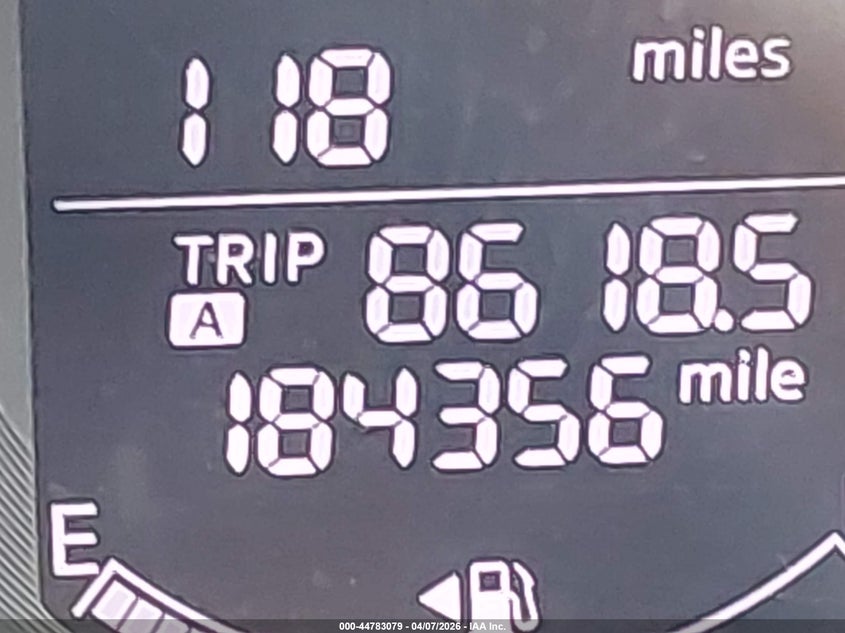 118 miles
TRIP A 8618.5
184356 mile
E
000-44783079 - 04/07/2026 - IAA Inc.